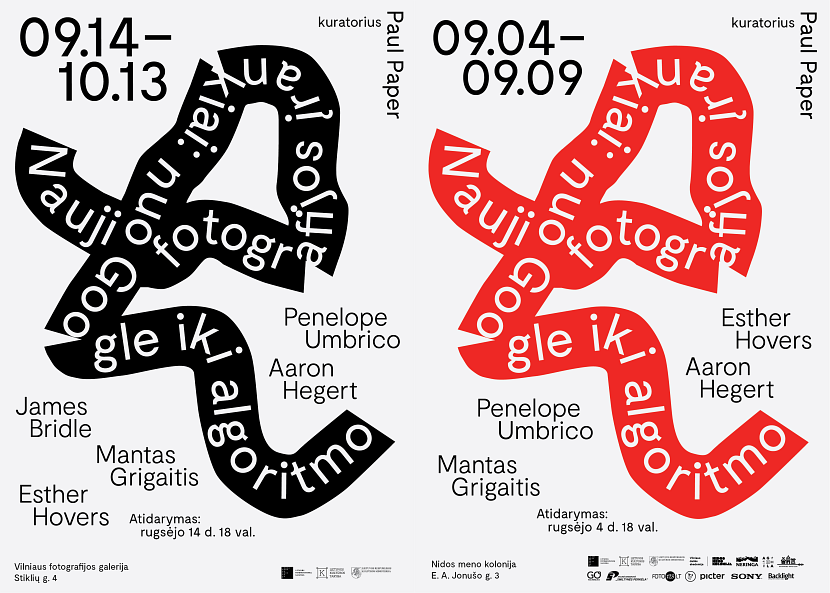 09.14–
10.13
kuratorius
Paul Paper
Nauji fotografijos įrankiai: nuo Google iki algoritmo
Penelope
Umbrico
Aaron
Hegert
James
Bridle
Mantas
Grigaitis
Esther
Hovers
Atidarymas:
rugsėjo 14 d. 18 val.
Vilniaus fotografijos galerija
Stiklių g. 4
09.04–
09.09
kuratorius
Paul Paper
Nauji fotografijos įrankiai: nuo Google iki algoritmo
Esther
Hovers
Aaron
Hegert
Penelope
Umbrico
Mantas
Grigaitis
Atidarymas:
rugsėjo 4 d. 18 val.
Nidos meno kolonija
E. A. Jonušo g. 3
NERINGA
picter
SONY
Backlight